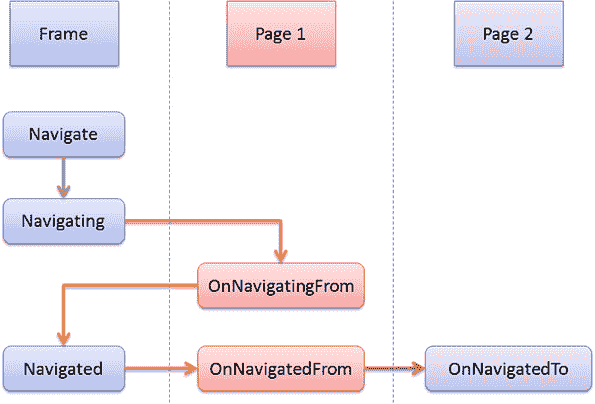 Frame
Page 1
Page 2
Navigate
Navigating
OnNavigatingFrom
Navigated
OnNavigatedFrom
OnNavigatedTo